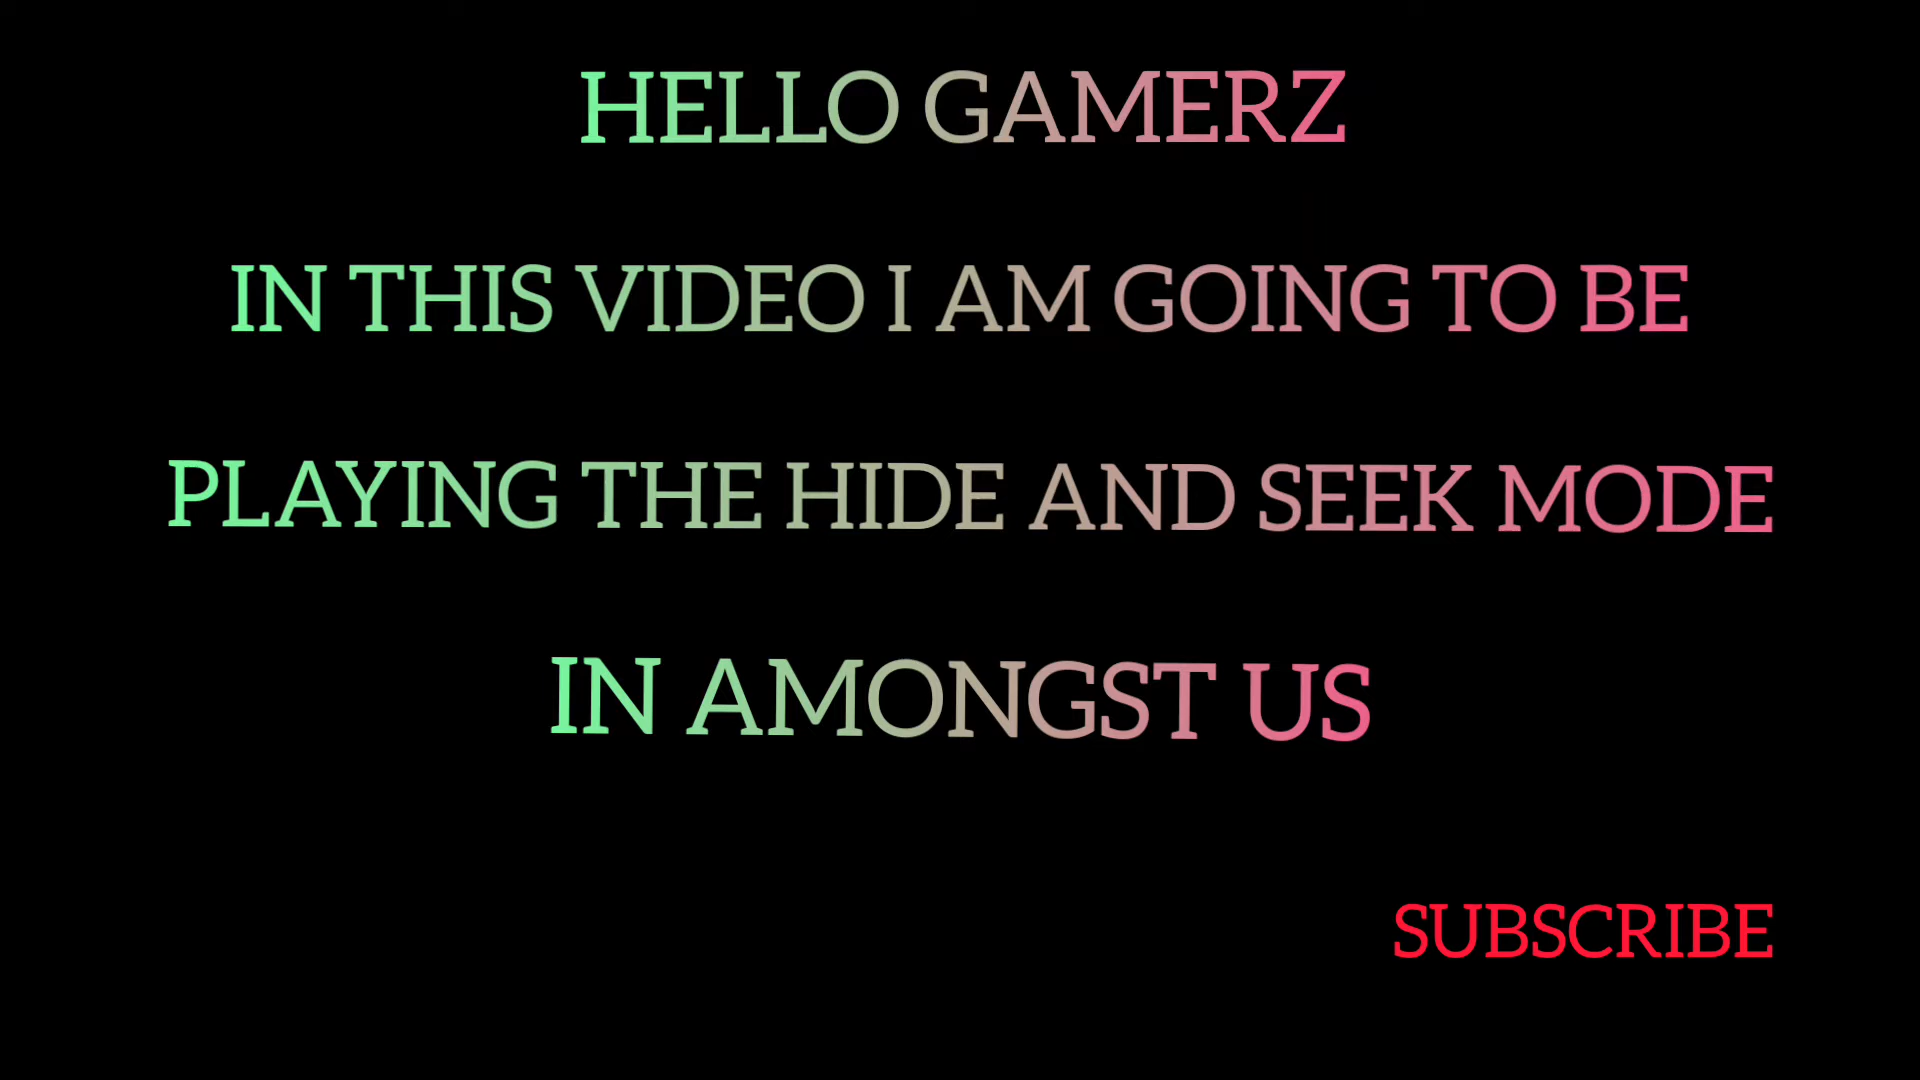 HELLO GAMERZ
IN THIS VIDEO I AM GOING TO BE
PLAYING THE HIDE AND SEEK MODE
IN AMONGST US
SUBSCRIBE